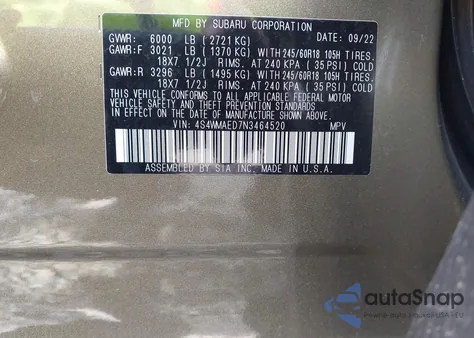 MFD BY SUBARU CORPORATION
GVWR: 6000 LB (2721 KG) DATE: 09/22
GAWR:F 3021 LB (1370 KG) WITH 245/60R18 105H TIRES,
18X7 1/2J RIMS, AT 240 KPA (35 PSI) COLD
GAWR:R 3296 LB (1495 KG) WITH 245/60R18 105H TIRES,
18X7 1/2J RIMS, AT 240 KPA (35 PSI) COLD
THIS VEHICLE CONFORMS TO ALL APPLICABLE FEDERAL MOTOR
VEHICLE SAFETY AND THEFT PREVENTION STANDARDS
IN EFFECT ON THE DATE OF MANUFACTURE SHOWN ABOVE.
VIN: 4S4WMAED7N3464520 MPV
ASSEMBLED BY SIA INC. MADE IN U.S.A.
autoSnap